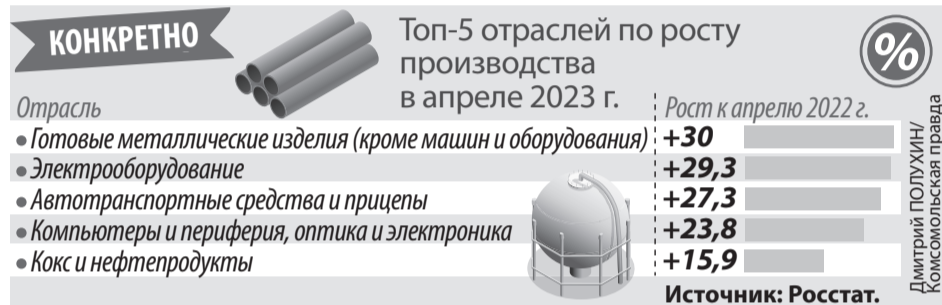 КОНКРЕТНО
Топ-5 отраслей по росту
производства
в апреле 2023 г.
%
Отрасль
Рост к апрелю 2022 г.
• Готовые металлические изделия (кроме машин и оборудования) +30
• Электрооборудование +29,3
• Автотранспортные средства и прицепы +27,3
• Компьютеры и периферия, оптика и электроника +23,8
• Кокс и нефтепродукты +15,9
Источник: Росстат.
Дмитрий ПОЛУХИН/
Комсомольская правда